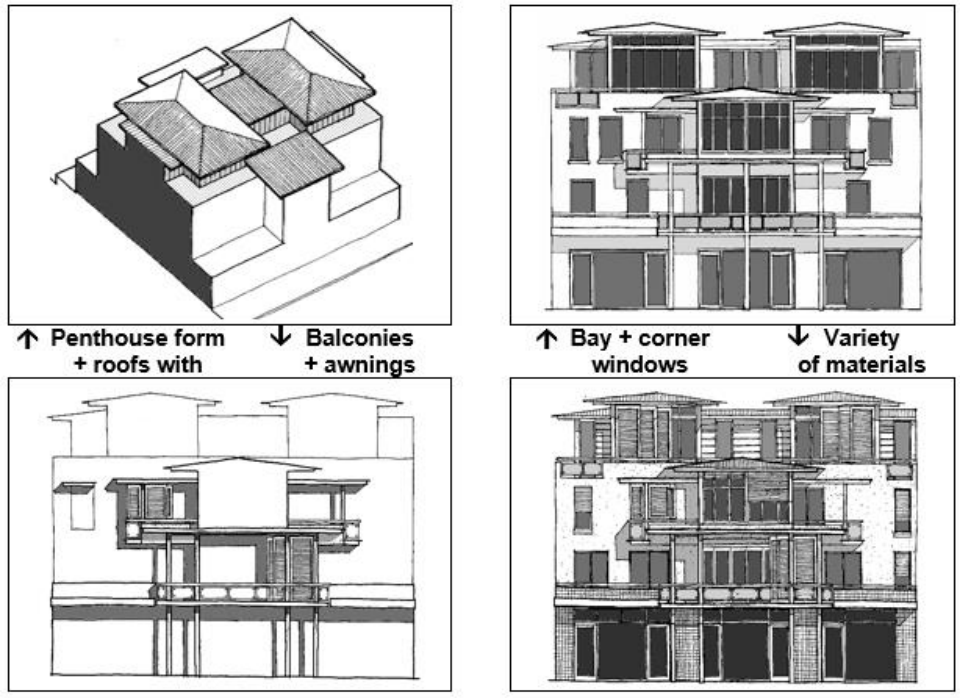 ↑ Penthouse form ↓ Balconies
+ roofs with + awnings
↑ Bay + corner ↓ Variety
windows of materials